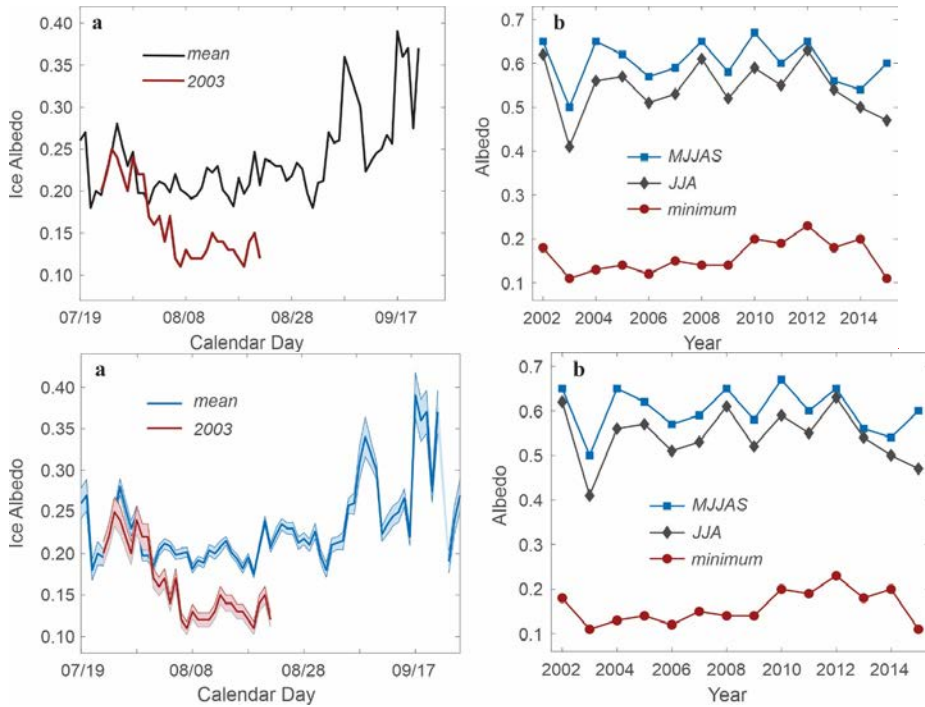 a
mean
2003
0.40
0.35
0.30
0.25
0.20
0.15
0.10
Ice Albedo
07/19
08/08
08/28
09/17
Calendar Day
b
0.7
0.6
0.5
0.4
0.3
0.2
0.1
Albedo
MJJAS
JJA
minimum
2002
2004
2006
2008
2010
2012
2014
Year
a
mean
2003
0.40
0.35
0.30
0.25
0.20
0.15
0.10
Ice Albedo
07/19
08/08
08/28
09/17
Calendar Day
b
0.7
0.6
0.5
0.4
0.3
0.2
0.1
Albedo
MJJAS
JJA
minimum
2002
2004
2006
2008
2010
2012
2014
Year